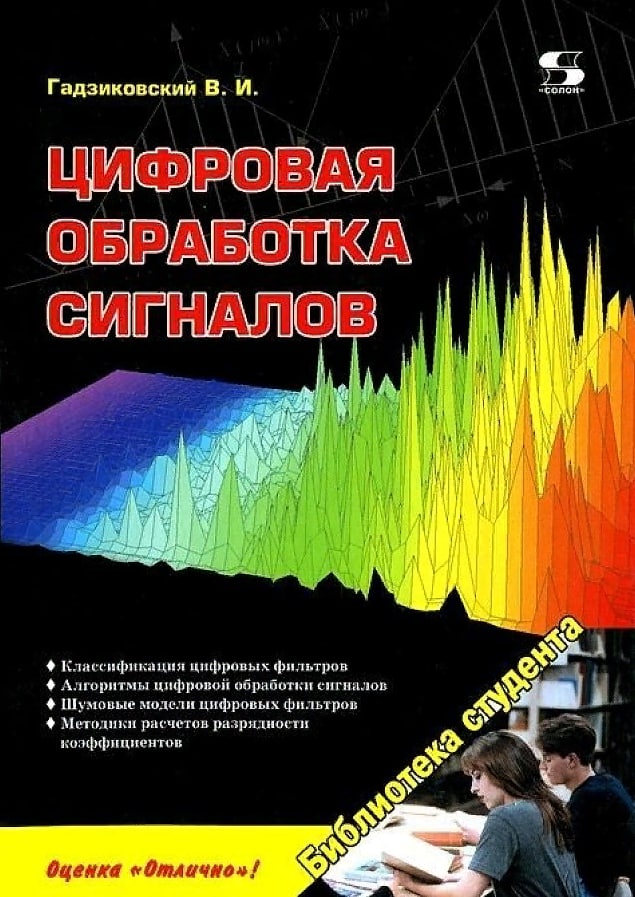 Гадзиковский В. И.
«СОЛОН»
ЦИФРОВАЯ
ОБРАБОТКА
СИГНАЛОВ
♦ Классификация цифровых фильтров
♦ Алгоритмы цифровой обработки сигналов
♦ Шумовые модели цифровых фильтров
♦ Методики расчетов разрядности
коэффициентов
Библиотека студента
Оценка «Отлично»!